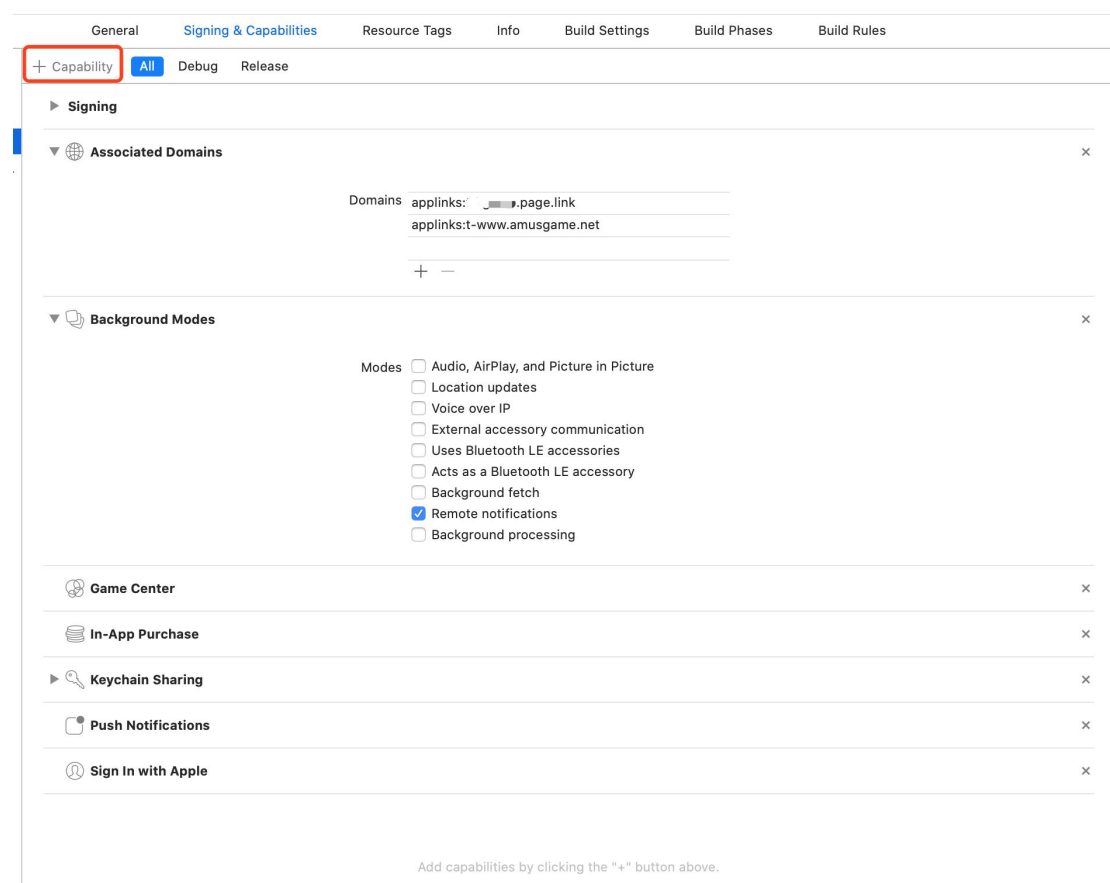 General Signing & Capabilities Resource Tags Info Build Settings Build Phases Build Rules
+ Capability All Debug Release
Signing
Associated Domains
Domains applinks: .page.link
applinks:t-www.amusgame.net
Background Modes
Modes Audio, AirPlay, and Picture in Picture
Location updates
Voice over IP
External accessory communication
Uses Bluetooth LE accessories
Acts as a Bluetooth LE accessory
Background fetch
Remote notifications
Background processing
Game Center
In-App Purchase
Keychain Sharing
Push Notifications
Sign In with Apple
Add capabilities by clicking the "+" button above.